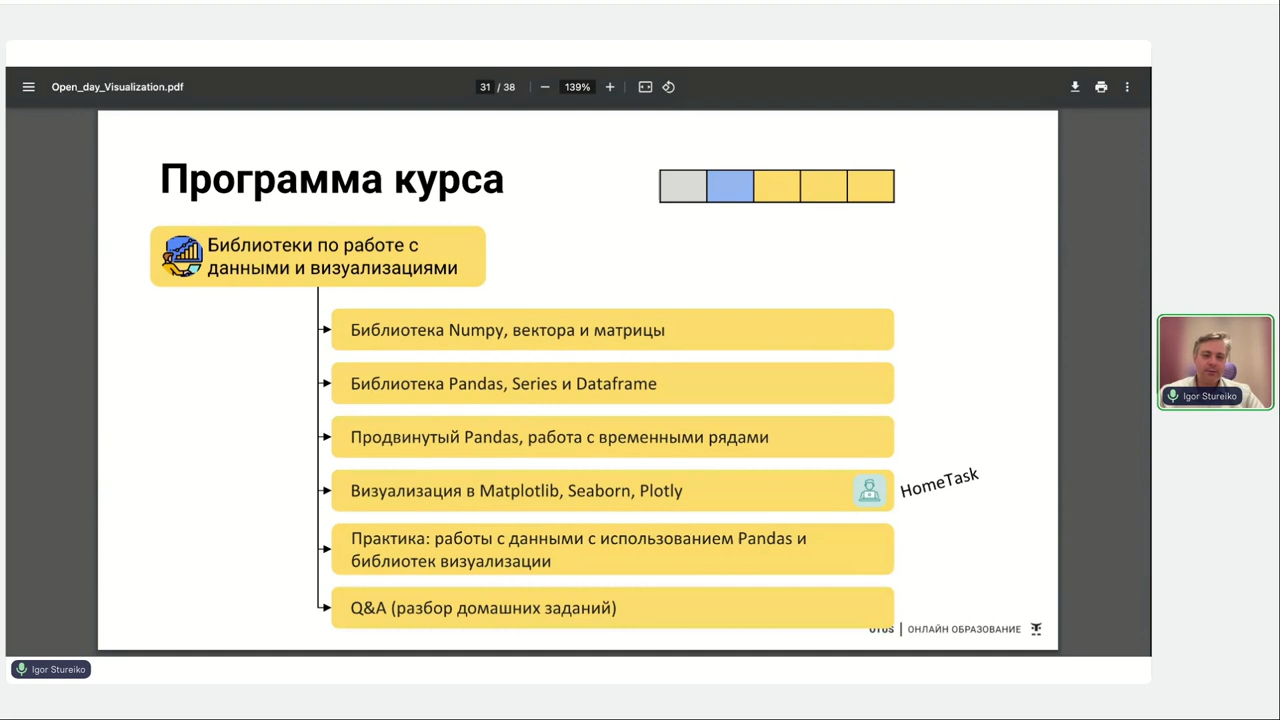 Open_day_Visualization.pdf
31 / 38
139%
Программа курса
Библиотеки по работе с
данными и визуализациями
Библиотека Numpy, вектора и матрицы
Библиотека Pandas, Series и Dataframe
Продвинутый Pandas, работа с временными рядами
Визуализация в Matplotlib, Seaborn, Plotly
HomeTask
Практика: работы с данными с использованием Pandas и
библиотек визуализации
Q&A (разбор домашних заданий)
OTUS | ОНЛАЙН ОБРАЗОВАНИЕ
Igor Stureiko
Igor Stureiko